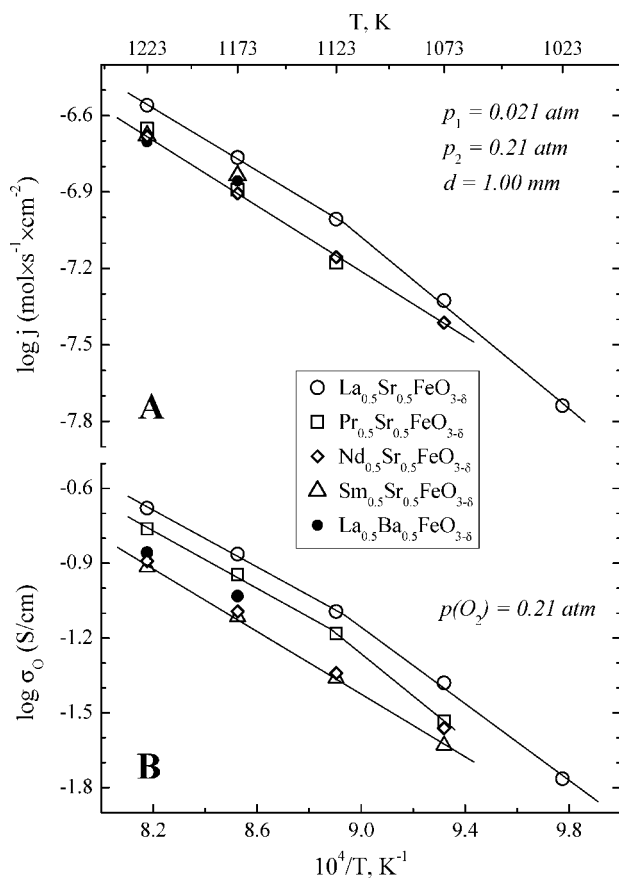 T, K
1223 1173 1123 1073 1023
p₁ = 0.021 atm
p₂ = 0.21 atm
d = 1.00 mm
-6.6
-6.9
-7.2
-7.5
-7.8
log j (mol×s⁻¹×cm⁻²)
A
La₀.₅Sr₀.₅FeO₃₋δ
Pr₀.₅Sr₀.₅FeO₃₋δ
Nd₀.₅Sr₀.₅FeO₃₋δ
Sm₀.₅Sr₀.₅FeO₃₋δ
La₀.₅Ba₀.₅FeO₃₋δ
-0.6
-0.9
-1.2
-1.5
-1.8
log σ_O (S/cm)
p(O₂) = 0.21 atm
B
8.2 8.6 9.0 9.4 9.8
10⁴/T, K⁻¹